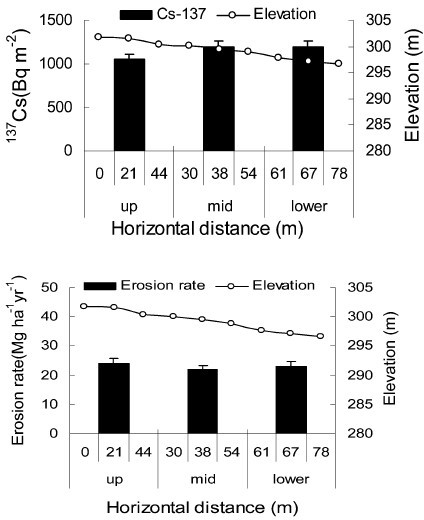 Cs-137 Elevation
1500
1000
500
0
¹³⁷Cs(Bq m⁻²)
305
300
295
290
285
280
Elevation (m)
0 21 44 30 38 54 61 67 78
up mid lower
Horizontal distance (m)
Erosion rate Elevation
50
40
30
20
10
0
Erosion rate(Mg ha⁻¹yr⁻¹)
305
300
295
290
285
280
Elevation (m)
0 21 44 30 38 54 61 67 78
up mid lower
Horizontal distance (m)